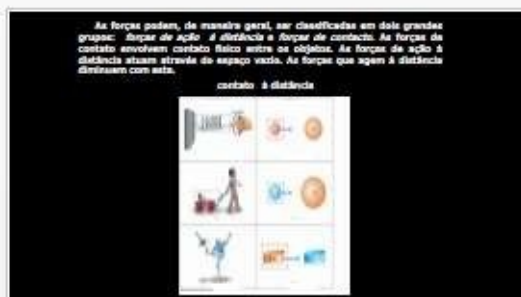 As forças podem, de maneira geral, ser classificadas em dois grandes
grupos: forças de ação à distância e forças de contacto. As forças de
contato envolvem contato físico entre os objetos. As forças de ação à
distância atuam através do espaço vazio. As forças que agem à distância
diminuem com esta.
contato à distância